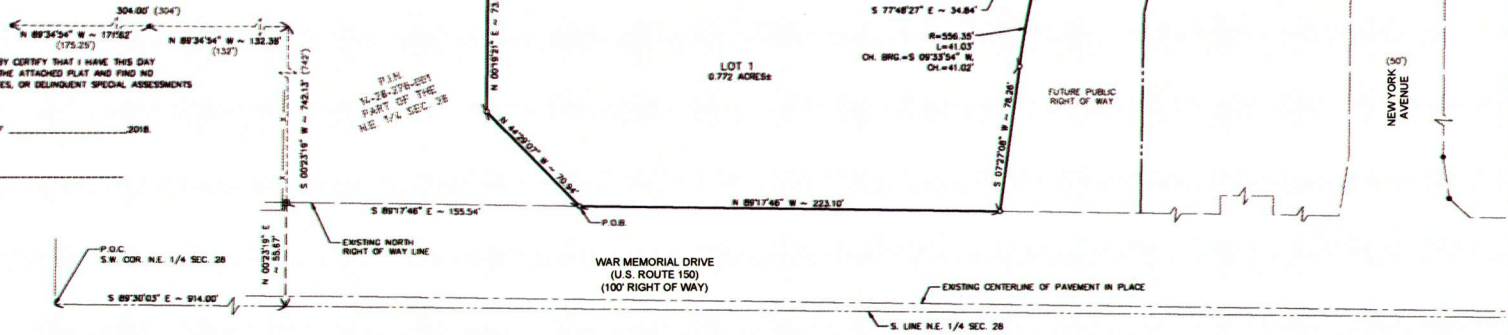 304.00' (304')
N 89°34'54" W ~ 171.62'
(175.25')
N 89°34'54" W ~ 132.38'
(132')
BY CERTIFY THAT I HAVE THIS DAY
THE ATTACHED PLAT AND FIND NO
ES, OR DELINQUENT SPECIAL ASSESSMENTS
2018.
S 00°23'19" W ~ 742.13' (742')
P.I.N.
PART OF THE
N.E. 1/4 SEC. 28
N 00°19'21" E ~ 73.
N 44°29'07" W ~ 70.94'
LOT 1
0.772 ACRES±
S 77°48'27" E ~ 34.84'
R=556.35'
L=41.03'
CH. BRG.=S 09°33'54" W.
CH.=41.02'
S 07°27'08" W ~ 78.26'
FUTURE PUBLIC
RIGHT OF WAY
NEW YORK
AVENUE
(50')
S 89°17'46" E ~ 155.54'
P.O.B.
N 89°17'46" W ~ 223.10'
EXISTING NORTH
RIGHT OF WAY LINE
N 00°23'19" E
~ 55.67'
P.O.C.
S.W. COR. N.E. 1/4 SEC. 28
S 89°30'03" E ~ 914.00'
WAR MEMORIAL DRIVE
(U.S. ROUTE 150)
(100' RIGHT OF WAY)
EXISTING CENTERLINE OF PAVEMENT IN PLACE
S. LINE N.E. 1/4 SEC. 28